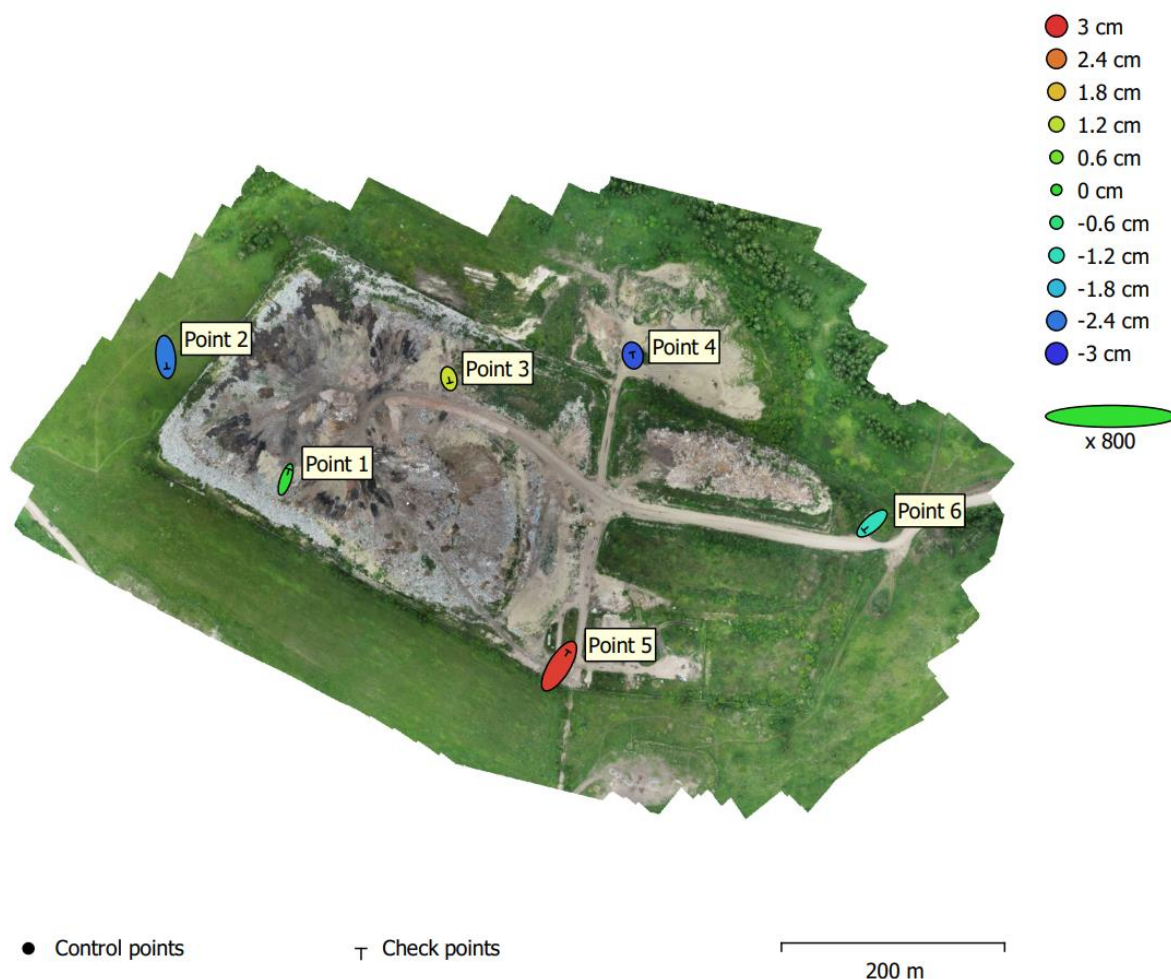 3 cm
2.4 cm
1.8 cm
1.2 cm
0.6 cm
0 cm
-0.6 cm
-1.2 cm
-1.8 cm
-2.4 cm
-3 cm
x 800
Point 2
Point 4
Point 3
Point 1
Point 6
Point 5
Control points
Check points
200 m